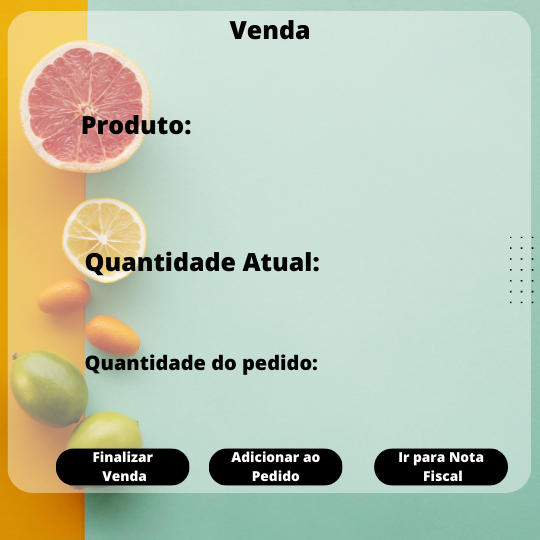 Venda
Produto:
Quantidade Atual:
Quantidade do pedido:
Finalizar
Venda
Adicionar ao
Pedido
Ir para Nota
Fiscal